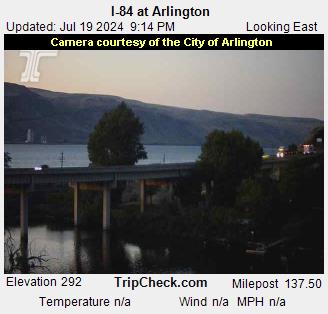 I-84 at Arlington
Updated: Jul 19 2024 9:14 PM Looking East
Camera courtesy of the City of Arlington
Elevation 292 TripCheck.com Milepost 137.50
Temperature n/a Wind n/a MPH n/a